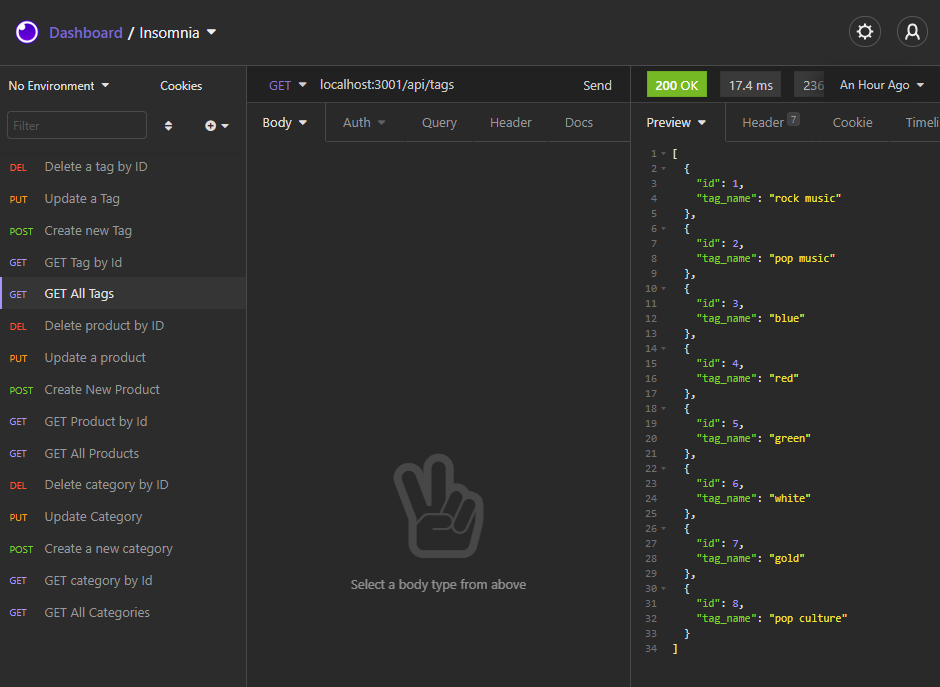 Dashboard / Insomnia
No Environment
Cookies
Filter
DEL Delete a tag by ID
PUT Update a Tag
POST Create new Tag
GET GET Tag by Id
GET GET All Tags
DEL Delete product by ID
PUT Update a product
POST Create New Product
GET GET Product by Id
GET GET All Products
DEL Delete category by ID
PUT Update Category
POST Create a new category
GET GET category by Id
GET GET All Categories
GET localhost:3001/api/tags Send
Body Auth Query Header Docs
Select a body type from above
200 OK 17.4 ms 236 An Hour Ago
Preview Header 7 Cookie Timeli
1 [
2 {
3 "id": 1,
4 "tag_name": "rock music"
5 },
6 {
7 "id": 2,
8 "tag_name": "pop music"
9 },
10 {
11 "id": 3,
12 "tag_name": "blue"
13 },
14 {
15 "id": 4,
16 "tag_name": "red"
17 },
18 {
19 "id": 5,
20 "tag_name": "green"
21 },
22 {
23 "id": 6,
24 "tag_name": "white"
25 },
26 {
27 "id": 7,
28 "tag_name": "gold"
29 },
30 {
31 "id": 8,
32 "tag_name": "pop culture"
33 }
34 ]